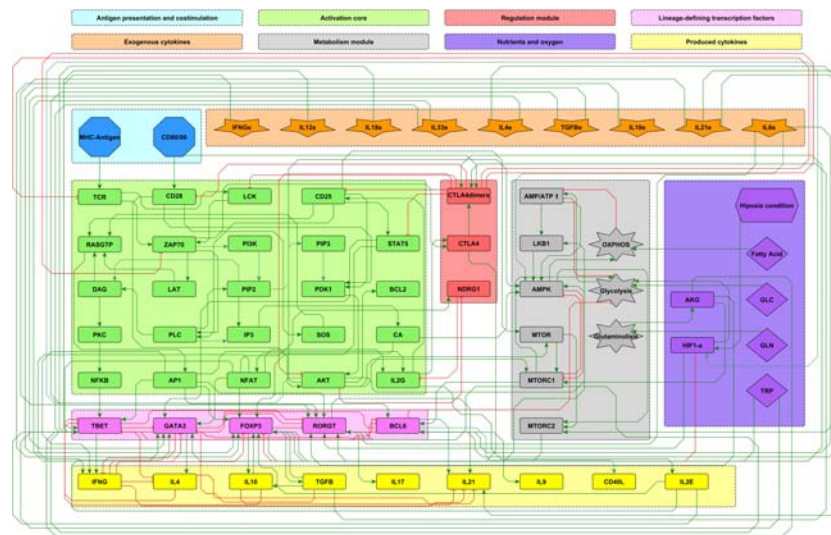 Antigen presentation and costimulation
Activation core
Regulation module
Lineage-defining transcription factors
Exogenous cytokines
Metabolism module
Nutrients and oxygen
Produced cytokines
MHC-Antigen
CD80/86
IFNGe
IL12e
IL18e
IL33e
IL4e
TGFBe
IL10e
IL21e
IL6e
TCR
CD28
LCK
CD25
CTLA4dimers
AMP/ATP 1
Hipoxia condition
RASGTP
ZAP70
PI3K
PIP3
STAT5
CTLA4
LKB1
OXPHOS
Fatty Acid
DAG
LAT
PIP2
PDK1
BCL2
NDRG1
AMPK
Glycolysis
AKG
GLC
PKC
PLC
IP3
SOS
CA
MTOR
Glutaminolisis
HIF1-a
GLN
NFKB
AP1
NFAT
AKT
IL2G
MTORC1
TRP
TBET
GATA3
FOXP3
RORGT
BCL6
MTORC2
IFNG
IL4
IL10
TGFB
IL17
IL21
IL9
CD40L
IL2E